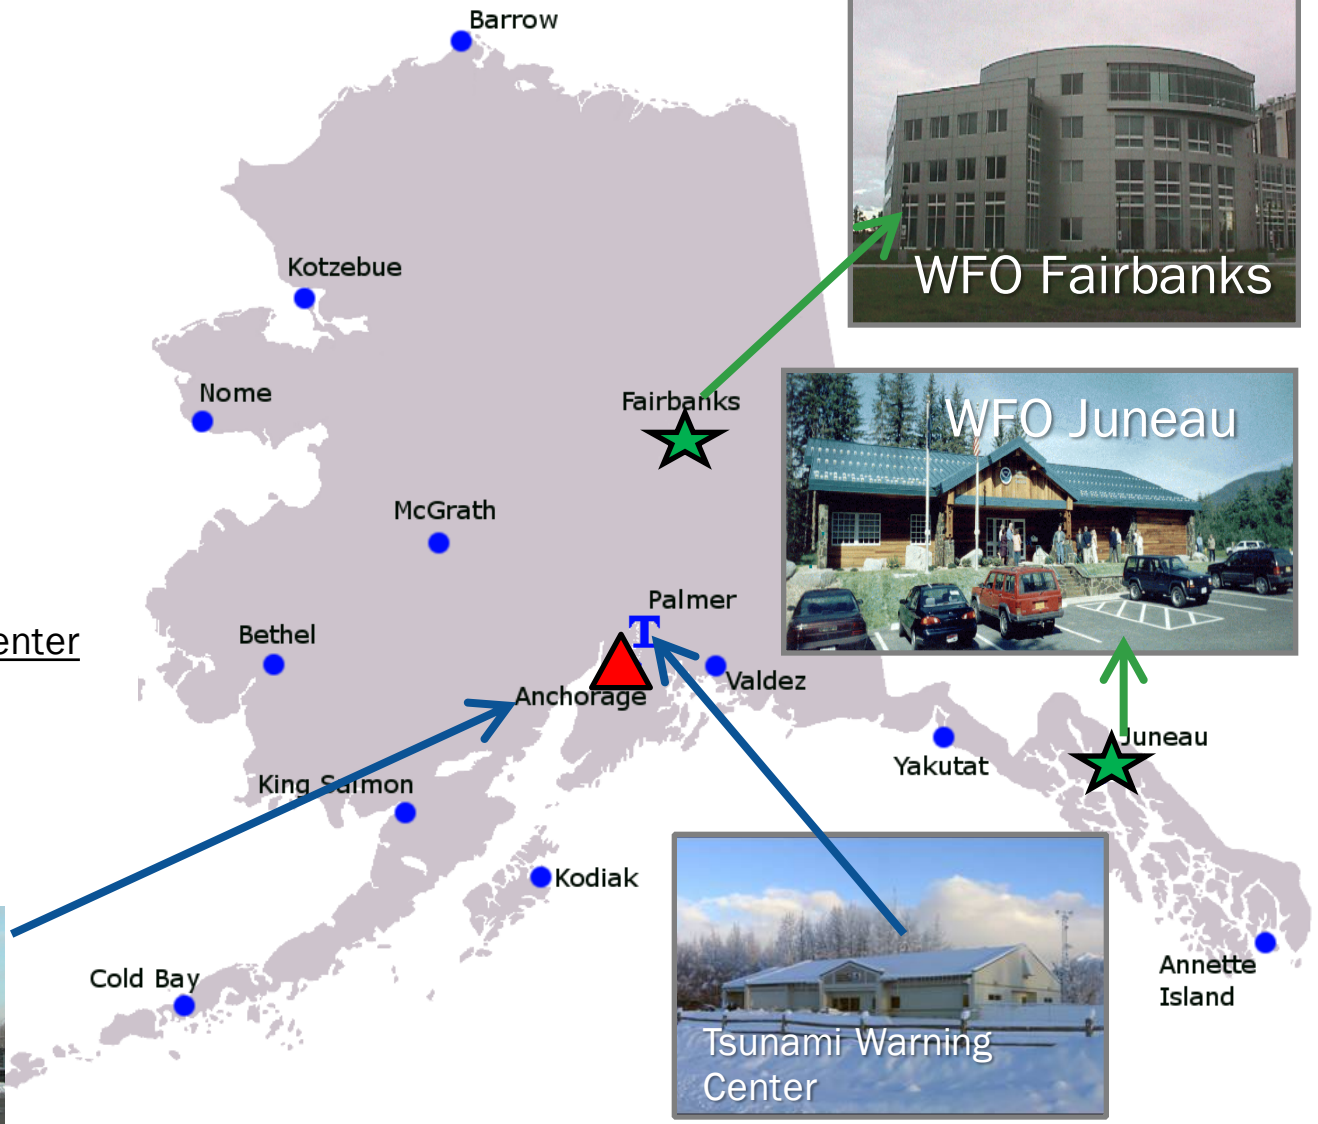 Barrow
WFO Fairbanks
Kotzebue
Nome
Fairbanks
WFO Juneau
McGrath
Palmer
T
enter
Bethel
Valdez
Anchorage
Juneau
Yakutat
King Salmon
Kodiak
Annette
Island
Cold Bay
Tsunami Warning
Center